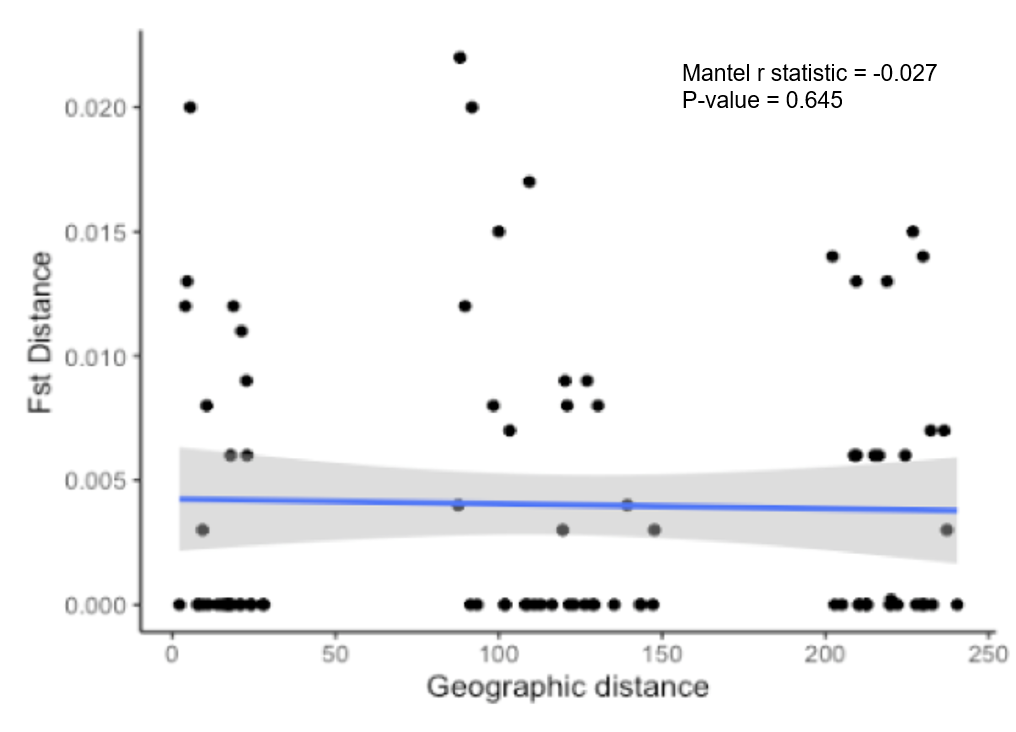 Mantel r statistic = -0.027
P-value = 0.645
0.020
0.015
0.010
0.005
0.000
Fst Distance
0 50 100 150 200 250
Geographic distance